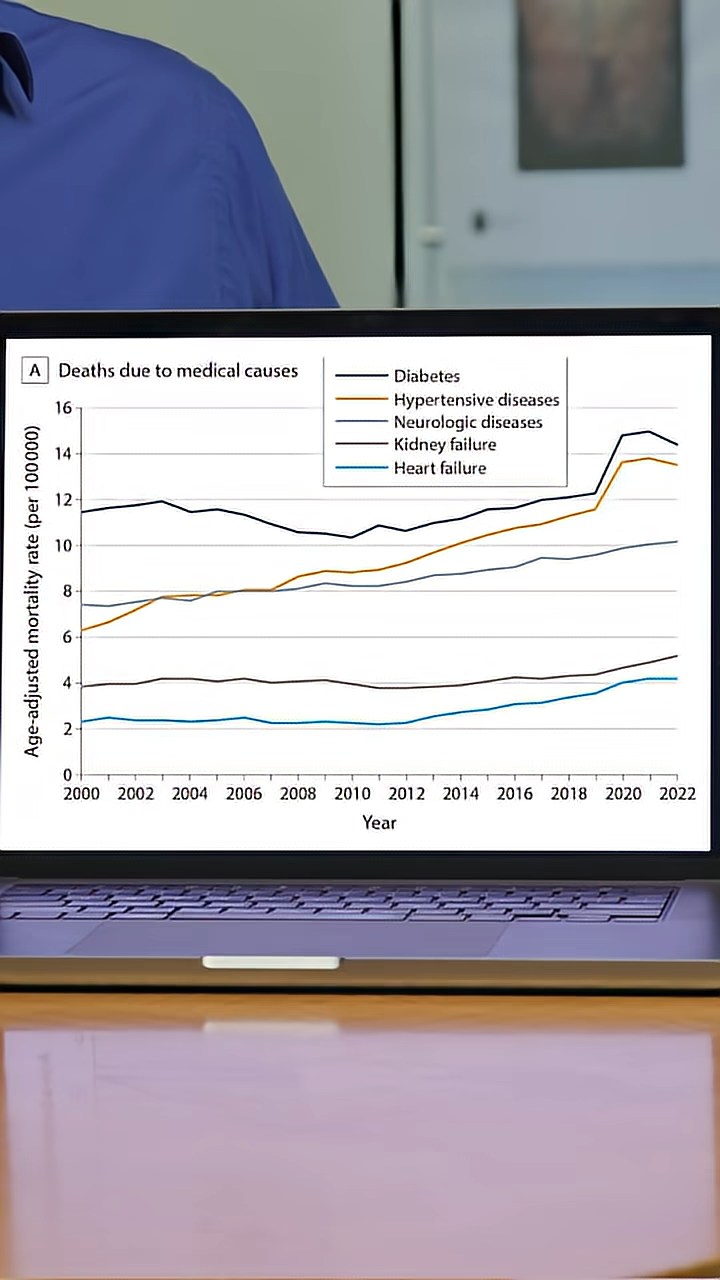 A Deaths due to medical causes
Diabetes
Hypertensive diseases
Neurologic diseases
Kidney failure
Heart failure
Age-adjusted mortality rate (per 100000)
16
14
12
10
8
6
4
2
0
2000 2002 2004 2006 2008 2010 2012 2014 2016 2018 2020 2022
Year